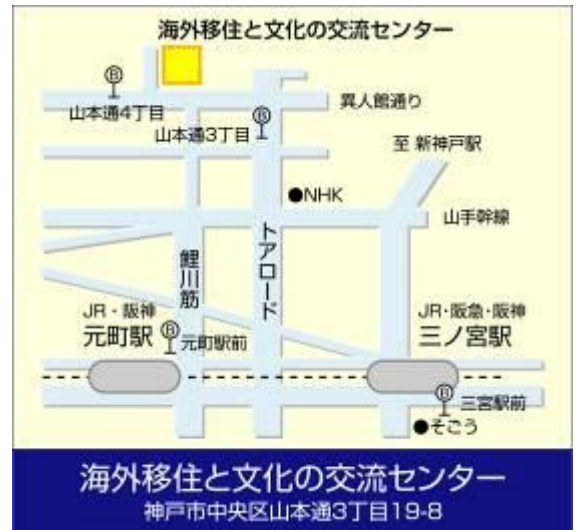 海外移住と文化の交流センター
Ⓑ
山本通4丁目
Ⓑ
山本通3丁目
異人館通り
至 新神戸駅
●NHK
山手幹線
トアロード
鯉川筋
JR・阪神
元町駅
Ⓑ
元町駅前
JR・阪急・阪神
三ノ宮駅
Ⓑ
三宮駅前
●そごう
海外移住と文化の交流センター
神戸市中央区山本通3丁目19-8